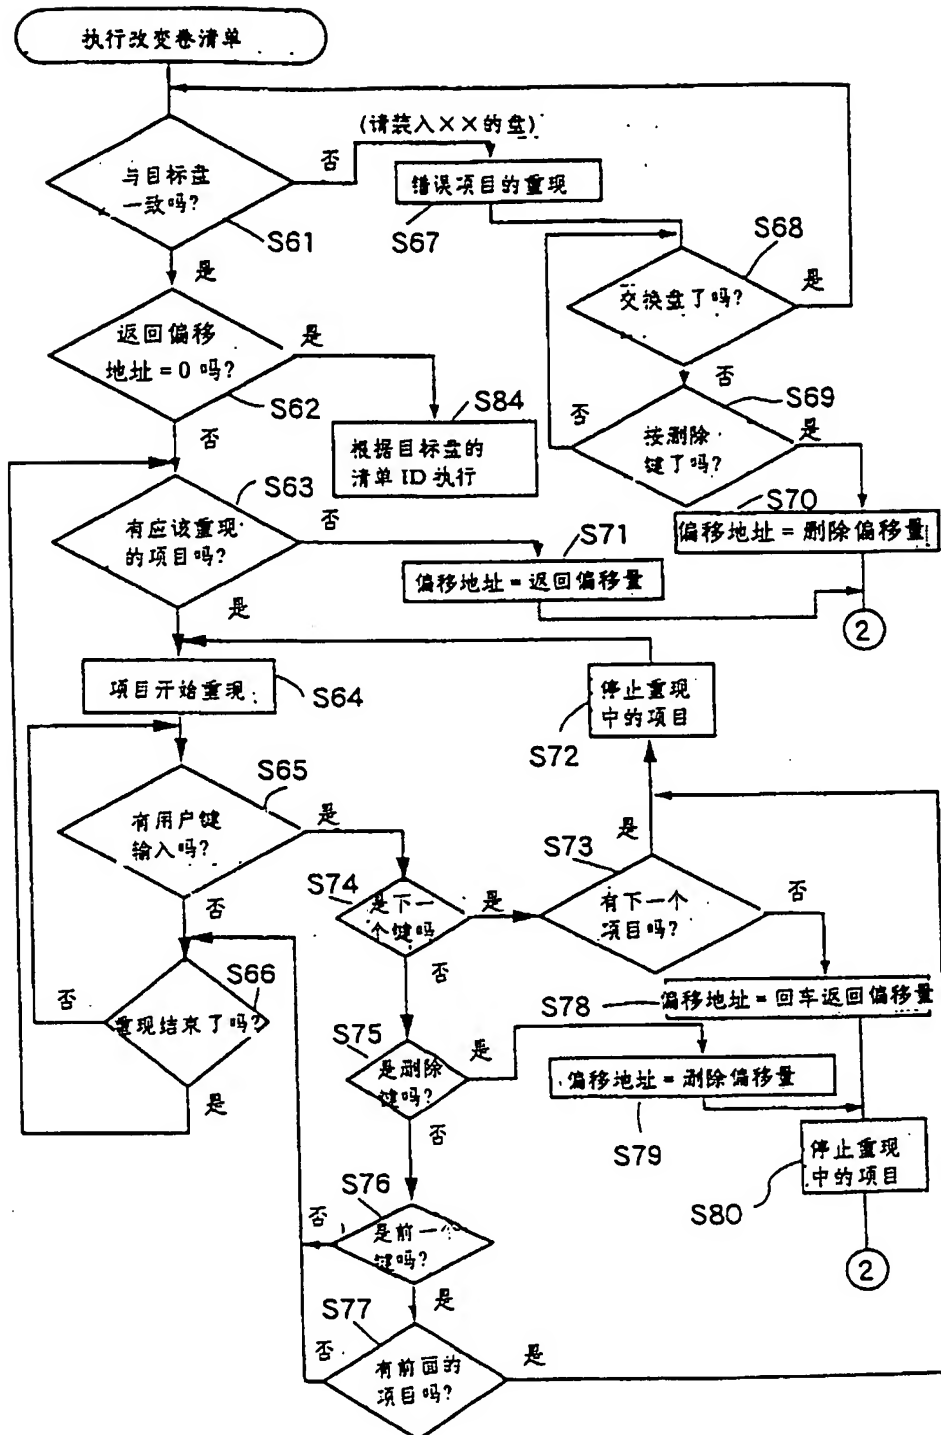 执行改变卷清单
(请装入××的盘)
与目标盘
一致吗?
否
错误项目的重现
S61
S67
S68
是
交换盘了吗?
是
返回偏移
地址=0吗?
是
S62
否
S84
否
S69
按删除
键了吗?
是
否
根据目标盘的
清单ID执行
S63
有应该重现
的项目吗?
否
S70
偏移地址=删除偏移量
S71
偏移地址=返回偏移量
是
2
项目开始重现
S64
停止重现
中的项目
S72
S65
有用户键
输入吗?
是
是
S73
S74
是下一
个键吗
是
有下一个
项目吗?
否
否
否
S66
重现结束了吗?
否
是
S78
偏移地址=回车返回偏移量
S75
是删除
键吗?
是
偏移地址=删除偏移量
S79
否
停止重现
中的项目
S80
S76
是前一个
键吗?
否
2
是
S77
有前面的
项目吗?
否
是